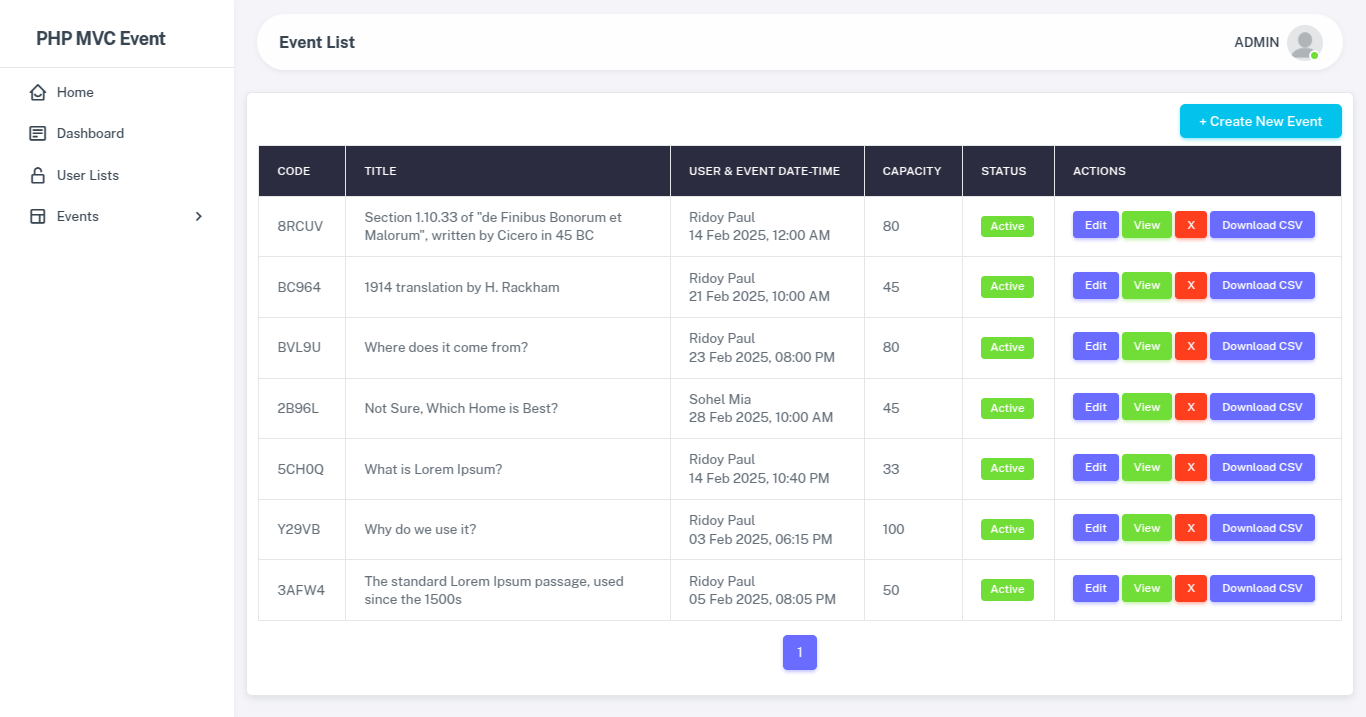 PHP MVC Event
Home
Dashboard
User Lists
Events
Event List
ADMIN
+ Create New Event
CODE TITLE USER & EVENT DATE-TIME CAPACITY STATUS ACTIONS
8RCUV Section 1.10.33 of "de Finibus Bonorum et Malorum", written by Cicero in 45 BC Ridoy Paul 14 Feb 2025, 12:00 AM 80 Active Edit View X Download CSV
BC964 1914 translation by H. Rackham Ridoy Paul 21 Feb 2025, 10:00 AM 45 Active Edit View X Download CSV
BVL9U Where does it come from? Ridoy Paul 23 Feb 2025, 08:00 PM 80 Active Edit View X Download CSV
2B96L Not Sure, Which Home is Best? Sohel Mia 28 Feb 2025, 10:00 AM 45 Active Edit View X Download CSV
5CH0Q What is Lorem Ipsum? Ridoy Paul 14 Feb 2025, 10:40 PM 33 Active Edit View X Download CSV
Y29VB Why do we use it? Ridoy Paul 03 Feb 2025, 06:15 PM 100 Active Edit View X Download CSV
3AFW4 The standard Lorem Ipsum passage, used since the 1500s Ridoy Paul 05 Feb 2025, 08:05 PM 50 Active Edit View X Download CSV
1